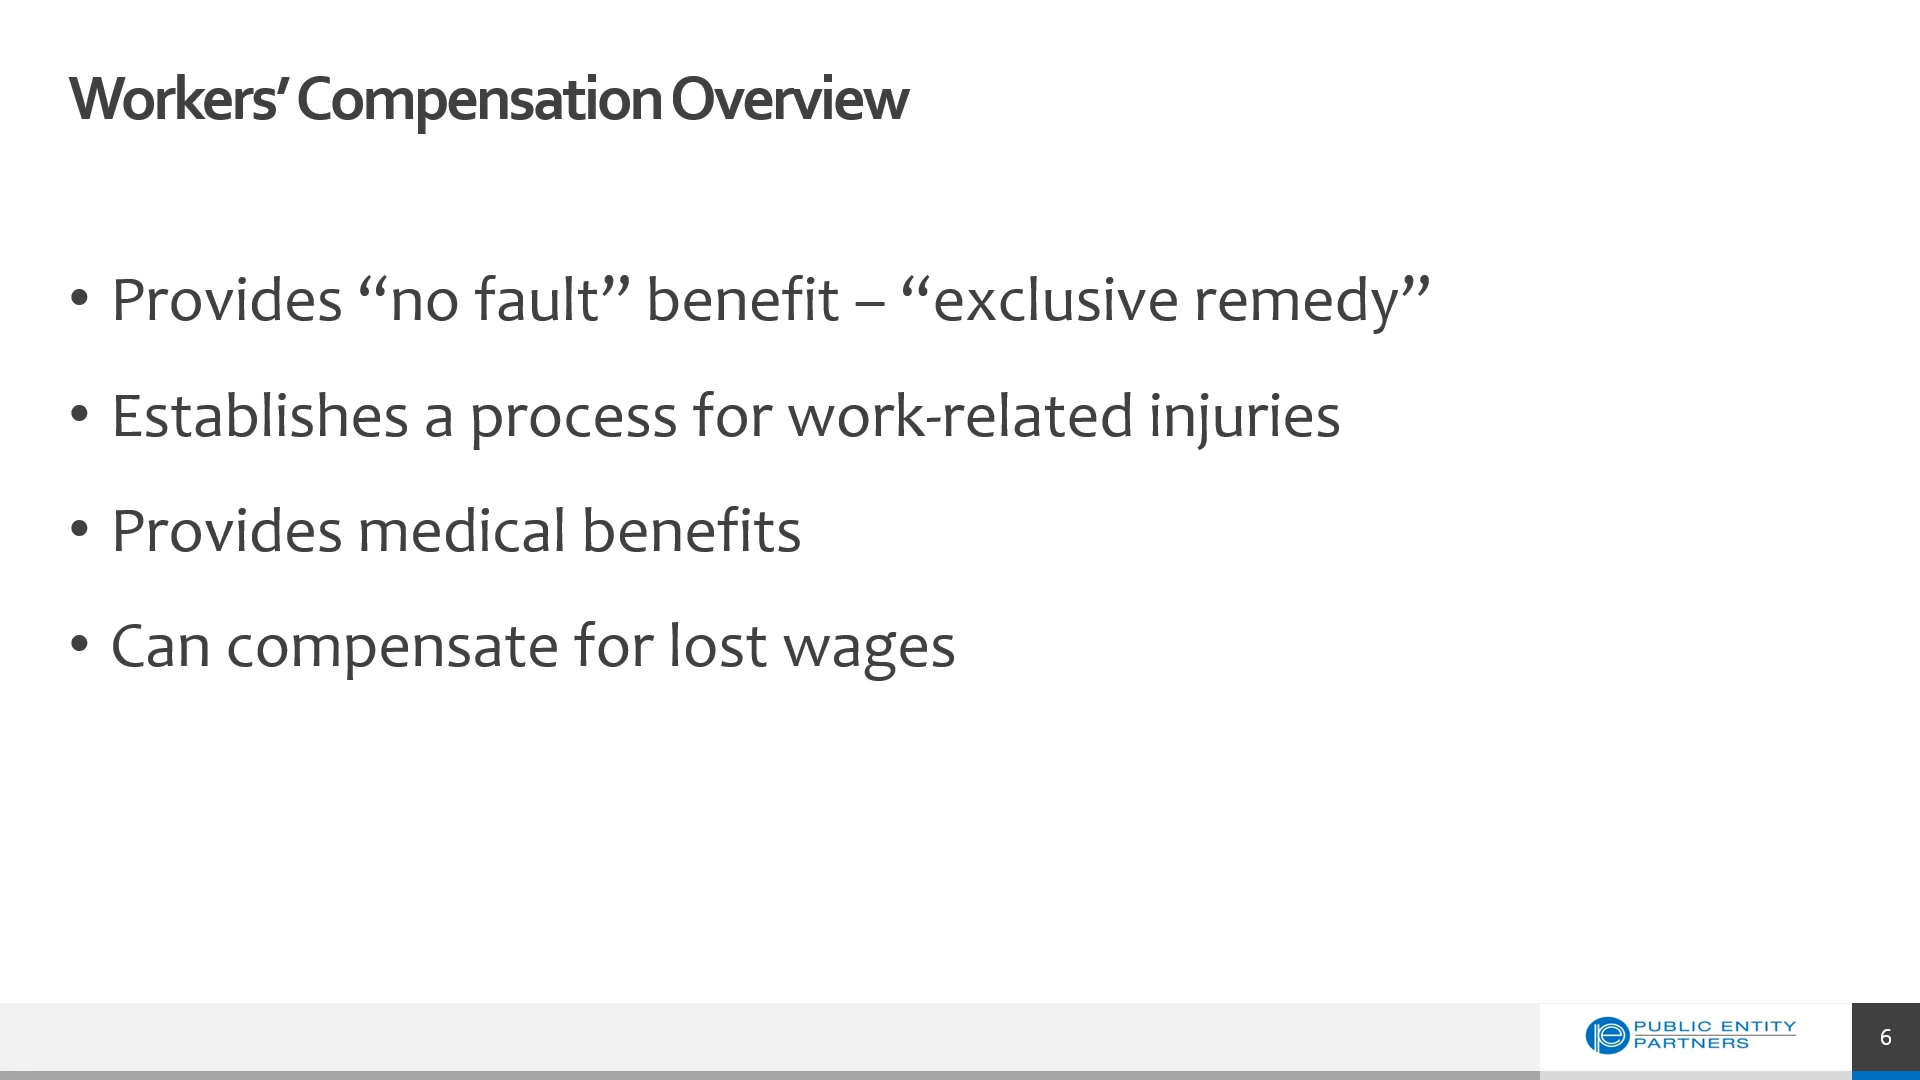 Workers’ Compensation Overview
• Provides “no fault” benefit – “exclusive remedy”
• Establishes a process for work-related injuries
• Provides medical benefits
• Can compensate for lost wages
pe PUBLIC ENTITY
PARTNERS
6